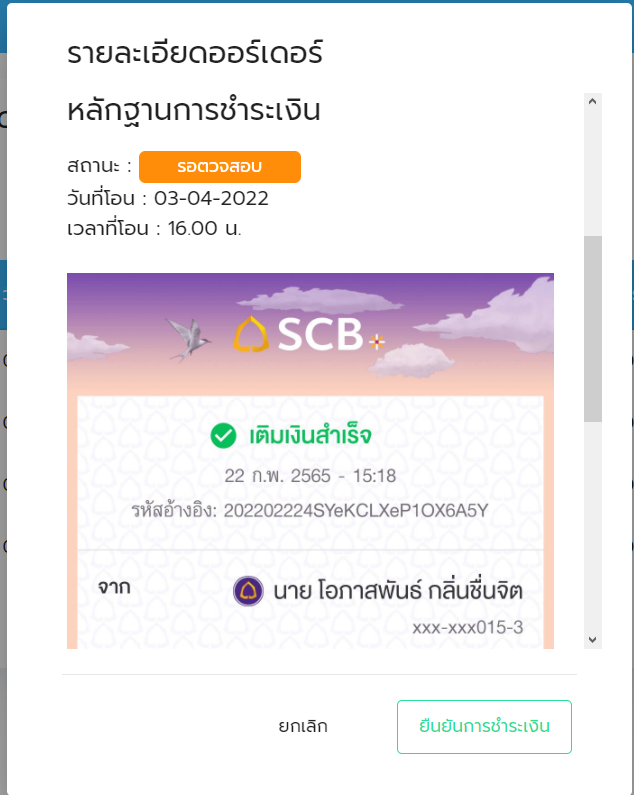 รายละเอียดออร์เดอร์
หลักฐานการชำระเงิน
สถานะ : รอตวจสอบ
วันที่โอน : 03-04-2022
เวลาที่โอน : 16.00 น.
SCB
เติมเงินสำเร็จ
22 ก.พ. 2565 - 15:18
รหัสอ้างอิง: 202202224SYeKCLXeP1OX6A5Y
จาก นาย โอภาสพันธ์ กลิ่นชื่นจิต
xxx-xxx015-3
ยกเลิก ยืนยันการชำระเงิน